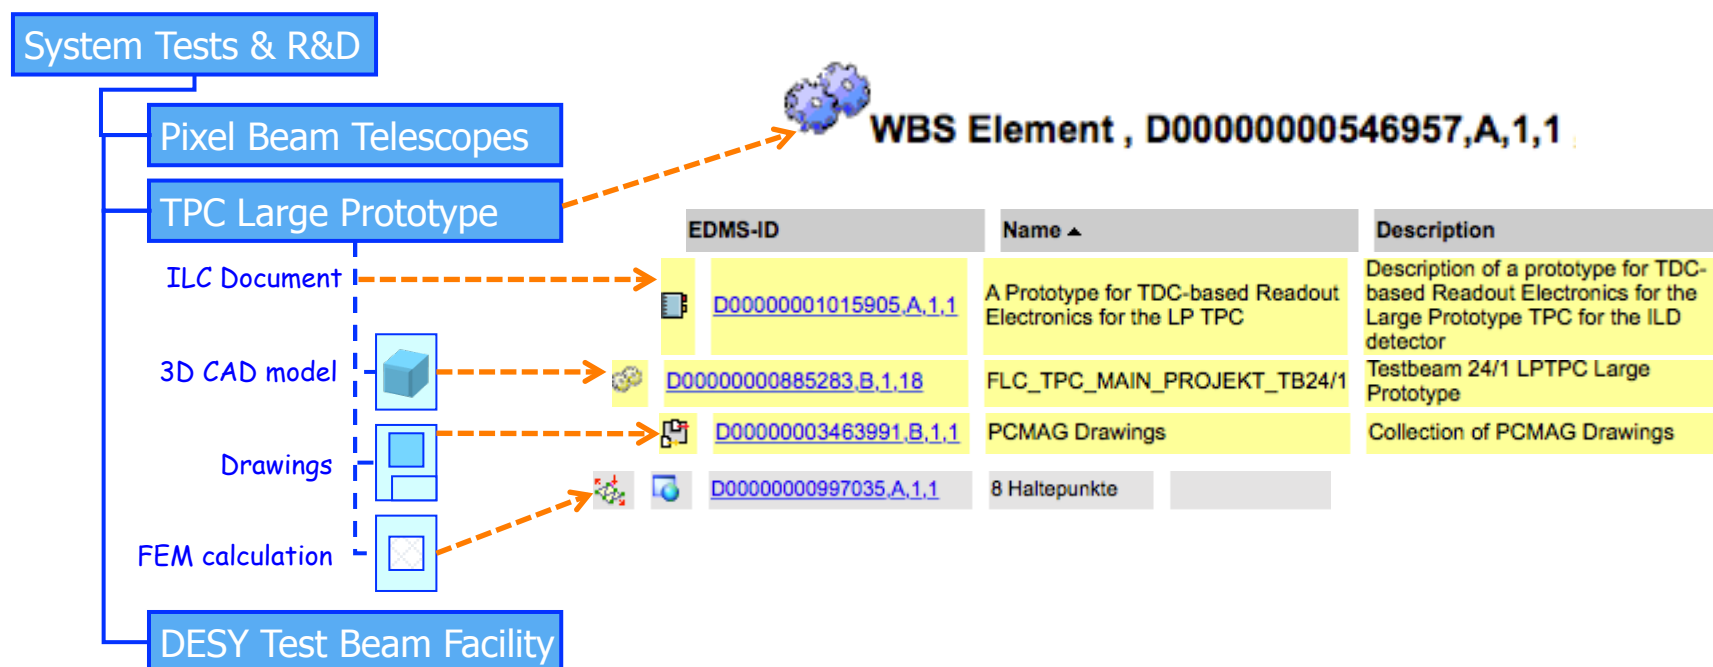 System Tests & R&D
Pixel Beam Telescopes
TPC Large Prototype
ILC Document
3D CAD model
Drawings
FEM calculation
DESY Test Beam Facility
WBS Element , D00000000546957,A,1,1
EDMS-ID Name Description
D00000001015905,A,1,1
A Prototype for TDC-based Readout
Electronics for the LP TPC
Description of a prototype for TDC-
based Readout Electronics for the
Large Prototype TPC for the ILD
detector
D00000000885283,B,1,18
FLC_TPC_MAIN_PROJEKT_TB24/1
Testbeam 24/1 LPTPC Large
Prototype
D00000003463991,B,1,1
PCMAG Drawings
Collection of PCMAG Drawings
D00000000997035,A,1,1
8 Haltepunkte